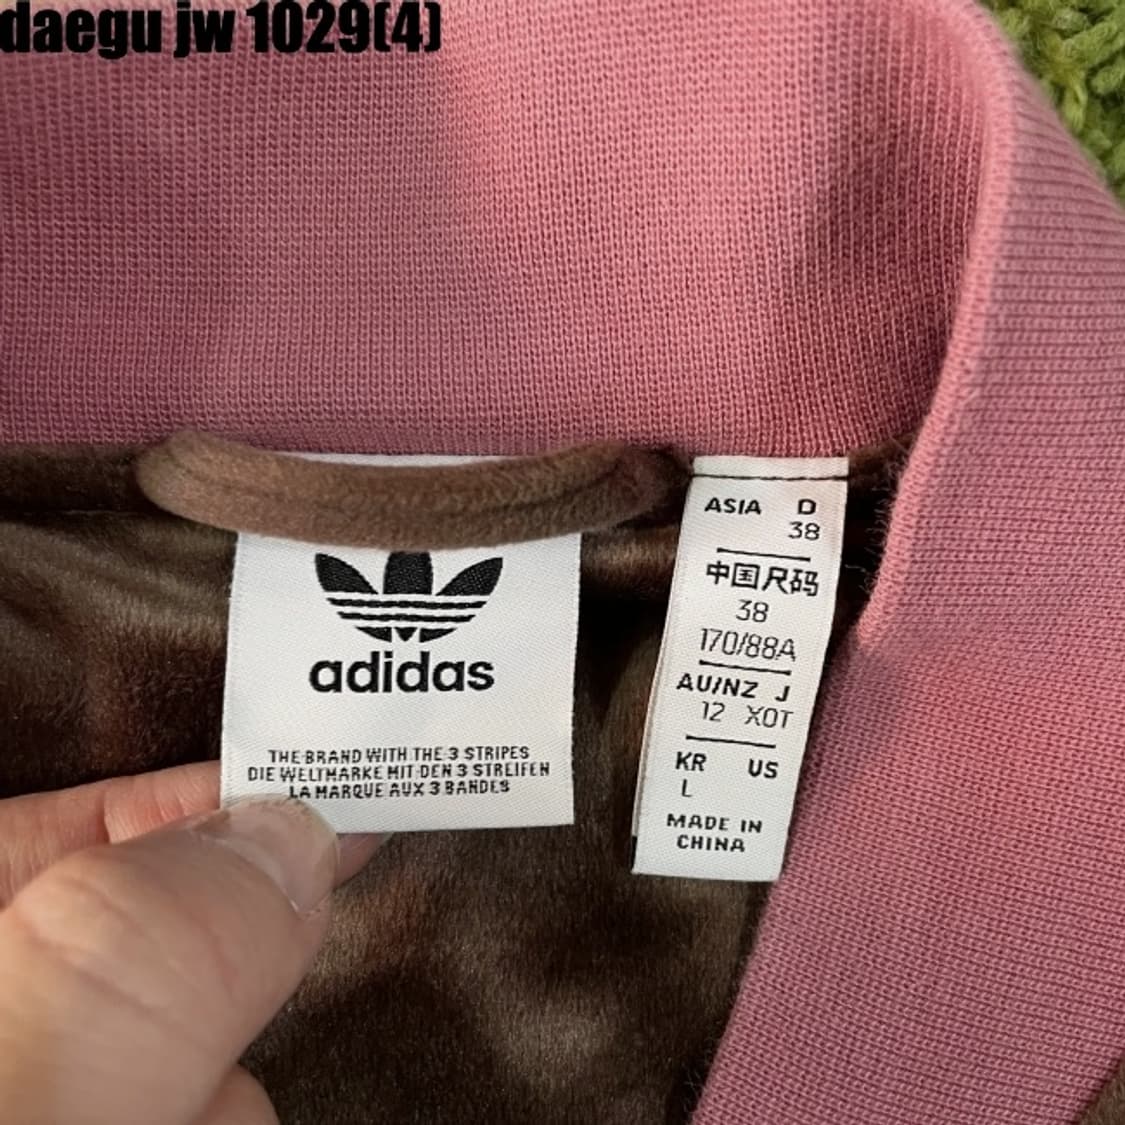 daegu jw 1029(4)
adidas
THE BRAND WITH THE 3 STRIPES
DIE WELTMARKE MIT DEN 3 STREIFEN
LA MARQUE AUX 3 BANDES
ASIA D
38
中国尺码
38
170/88A
AU/NZ J
12 XOT
KR US
L
MADE IN
CHINA